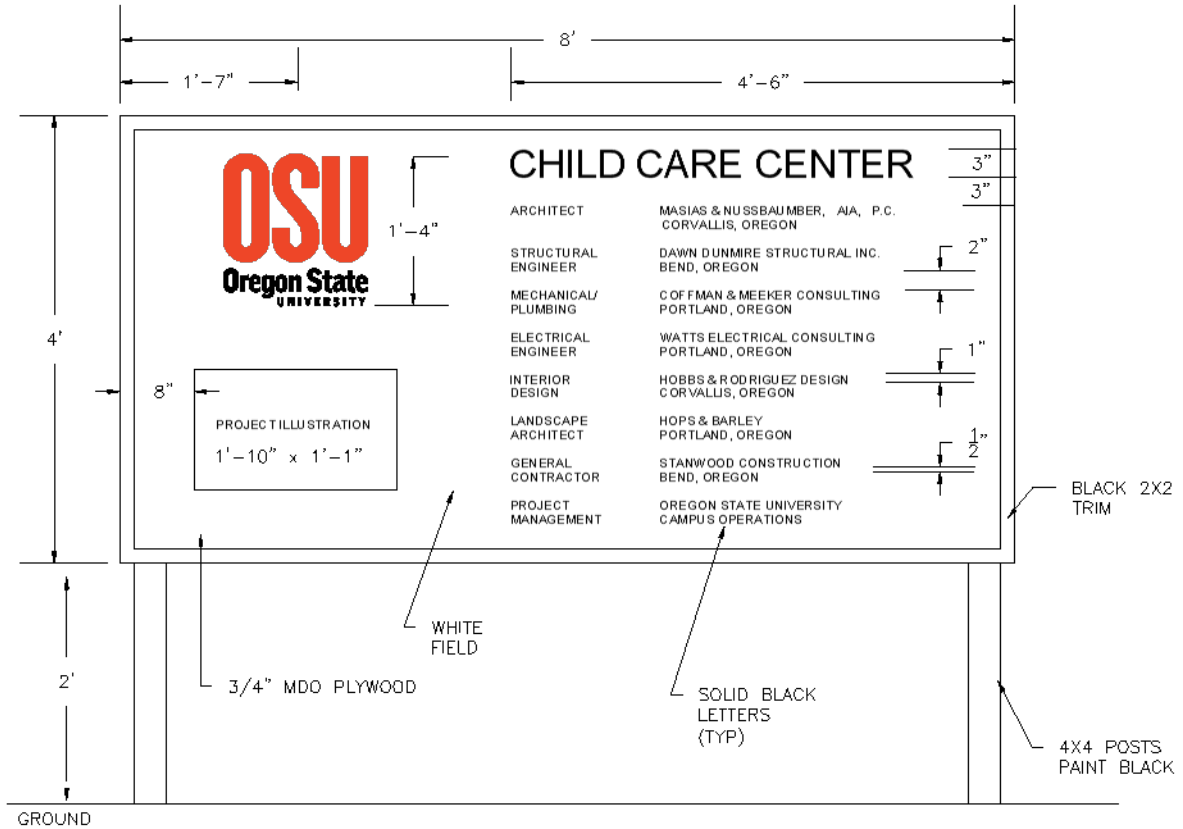 8'
1'-7"
4'-6"
OSU
Oregon State
UNIVERSITY
1'-4"
CHILD CARE CENTER
3"
3"
ARCHITECT
MASIAS & NUSSBAUMBER, AIA, P.C.
CORVALLIS, OREGON
STRUCTURAL
ENGINEER
DAWN DUNMIRE STRUCTURAL INC.
BEND, OREGON
2"
MECHANICAL/
PLUMBING
COFFMAN & MEEKER CONSULTING
PORTLAND, OREGON
ELECTRICAL
ENGINEER
WATTS ELECTRICAL CONSULTING
PORTLAND, OREGON
1"
INTERIOR
DESIGN
HOBBS & RODRIGUEZ DESIGN
CORVALLIS, OREGON
LANDSCAPE
ARCHITECT
HOPS & BARLEY
PORTLAND, OREGON
1/2"
GENERAL
CONTRACTOR
STANWOOD CONSTRUCTION
BEND, OREGON
PROJECT
MANAGEMENT
OREGON STATE UNIVERSITY
CAMPUS OPERATIONS
4'
8"
PROJECT ILLUSTRATION
1'-10" x 1'-1"
BLACK 2X2
TRIM
WHITE
FIELD
2'
3/4" MDO PLYWOOD
SOLID BLACK
LETTERS
(TYP)
4X4 POSTS
PAINT BLACK
GROUND